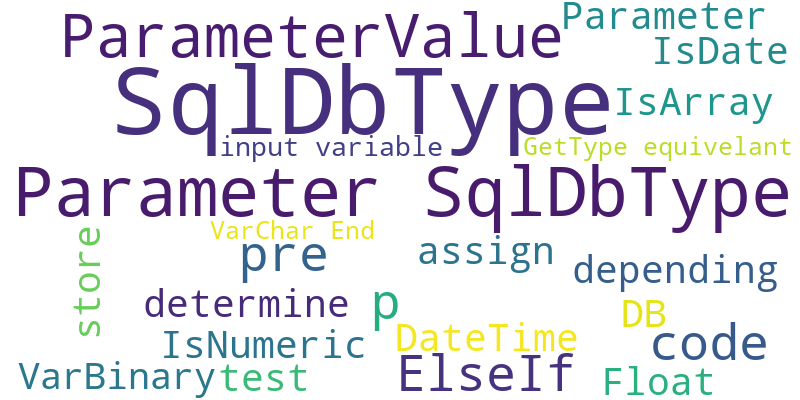 ParameterValue
Parameter
IsDate
SqlDbType
IsArray
input variable
GetType equivelant
Parameter SqlDbType
VarChar End
store
pre
assign
depending
determine
p
DB
IsNumeric
DateTime
code
VarBinary
test
ElseIf
Float